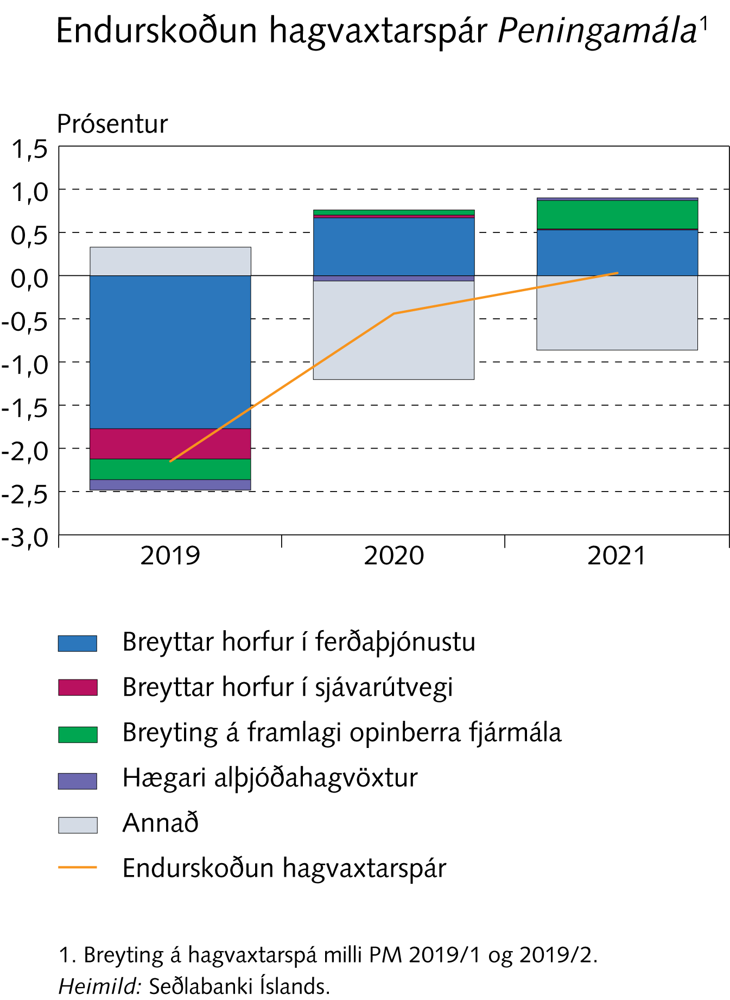 Endurskoðun hagvaxtarspár Peningamála¹
Prósentur
1,5
1,0
0,5
0,0
-0,5
-1,0
-1,5
-2,0
-2,5
-3,0
2019 2020 2021
Breyttar horfur í ferðaþjónustu
Breyttar horfur í sjávarútvegi
Breyting á framlagi opinberra fjármála
Hægari alþjóðahagvöxtur
Annað
Endurskoðun hagvaxtarspár
1. Breyting á hagvaxtarspá milli PM 2019/1 og 2019/2.
Heimild: Seðlabanki Íslands.